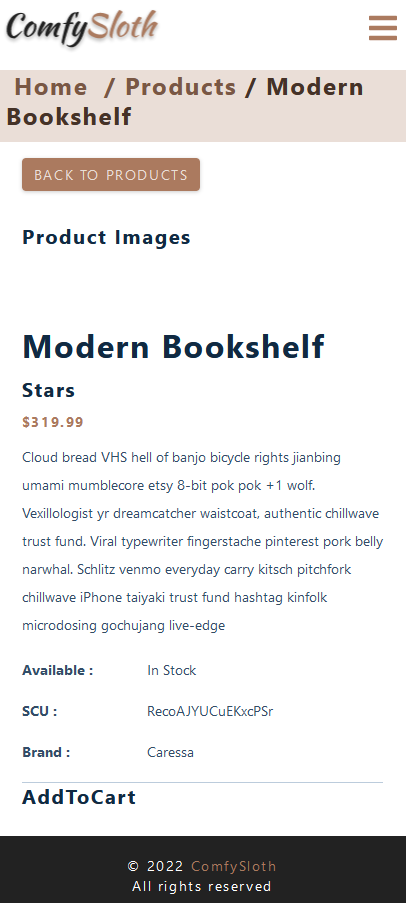 ComfySloth
Home / Products / Modern
Bookshelf
BACK TO PRODUCTS
Product Images
Modern Bookshelf
Stars
$319.99
Cloud bread VHS hell of banjo bicycle rights jianbing
umami mumblecore etsy 8-bit pok pok +1 wolf.
Vexillologist yr dreamcatcher waistcoat, authentic chillwave
trust fund. Viral typewriter fingerstache pinterest pork belly
narwhal. Schlitz venmo everyday carry kitsch pitchfork
chillwave iPhone taiyaki trust fund hashtag kinfolk
microdosing gochujang live-edge
Available : In Stock
SCU : RecoAJYUCuEKxcPSr
Brand : Caressa
AddToCart
© 2022 ComfySloth
All rights reserved